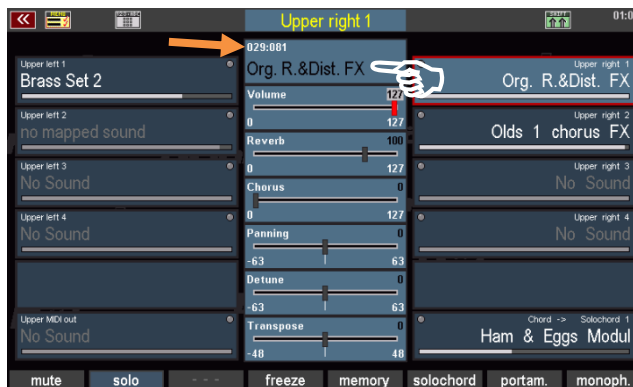 MENU
Upper right 1
SHIFT
01:0
029:081
Upper left 1
Brass Set 2
Org. R.&Dist. FX
Upper right 1
Org. R.&Dist. FX
Volume
127
0
127
Upper left 2
no mapped sound
Upper right 2
Olds 1 chorus FX
Reverb
100
0
127
Upper left 3
No Sound
Upper right 3
No Sound
Chorus
0
0
127
Upper left 4
No Sound
Upper right 4
No Sound
Panning
0
-63
63
Detune
0
-63
63
Upper MIDI out
No Sound
Chord -> Solochord 1
Ham & Eggs Modul
Transpose
0
-48
48
mute
solo
- - -
freeze
memory
solochord
portam.
monoph.